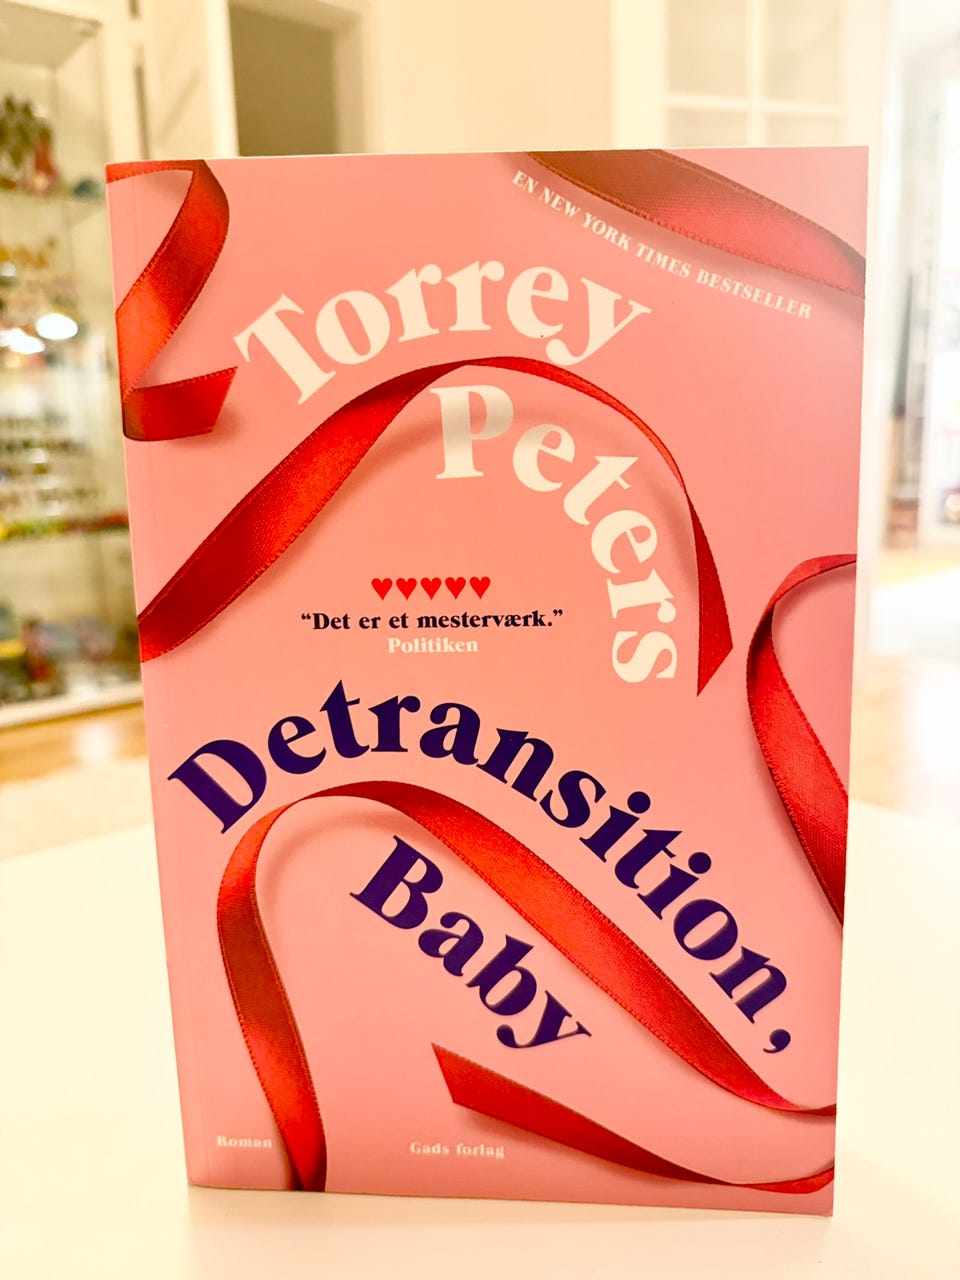 EN NEW YORK TIMES BESTSELLER
Torrey
Peters
♥♥♥♥♥
“Det er et mesterværk.”
Politiken
Detransition,
Baby
Roman
Gads forlag